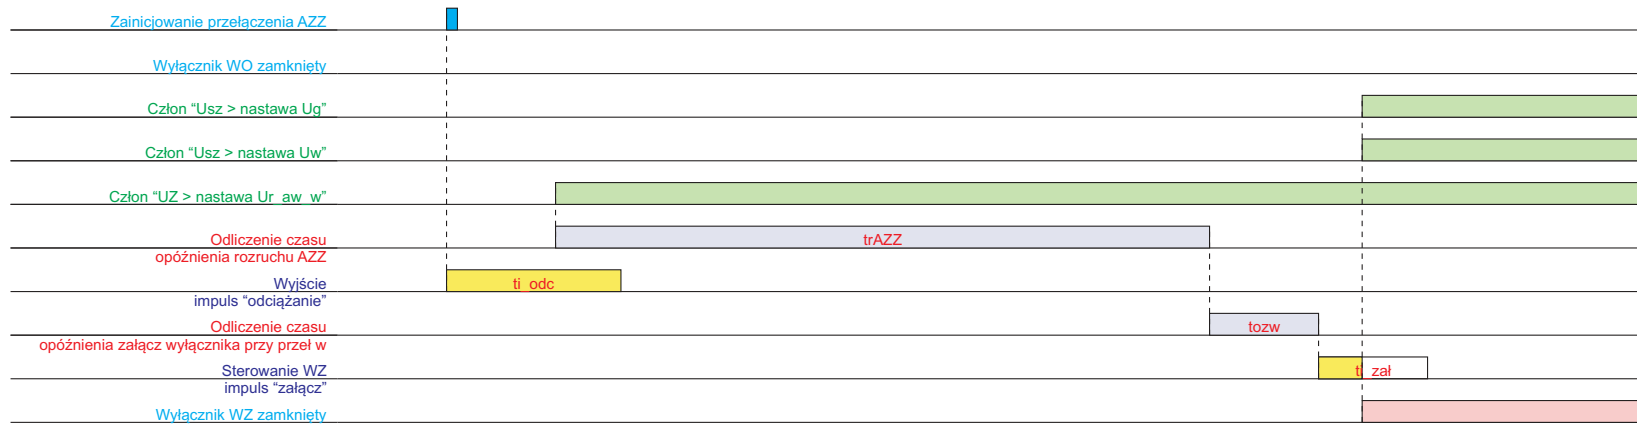 Zainicjowanie przełączenia AZZ
Wyłącznik WO zamknięty
Człon “Usz > nastawa Ug”
Człon “Usz > nastawa Uw”
Człon “UZ > nastawa Ur_aw_w”
Odliczenie czasu
trAZZ
opóźnienia rozruchu AZZ
Wyjście
ti_odc
impuls “odciążanie”
Odliczenie czasu
tozw
opóźnienia załącz wyłącznika przy przeł w
Sterowanie WZ
ti_zał
impuls “załącz”
Wyłącznik WZ zamknięty